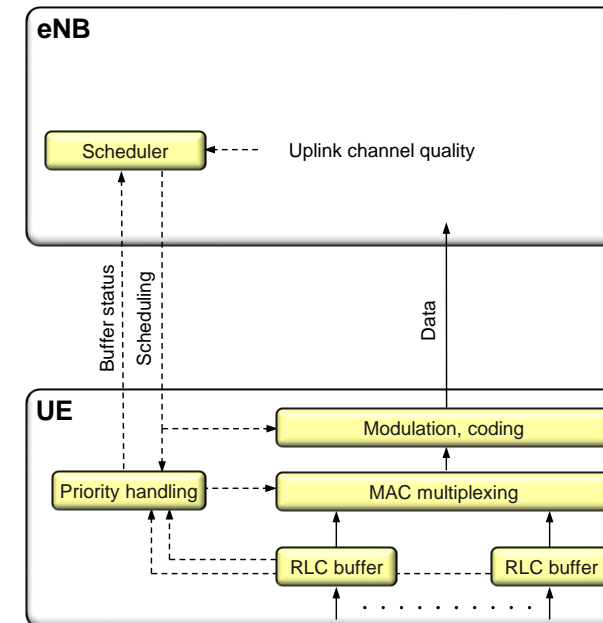 eNB
Scheduler
Uplink channel quality
Buffer status
Scheduling
Data
UE
Modulation, coding
Priority handling
MAC multiplexing
RLC buffer
RLC buffer